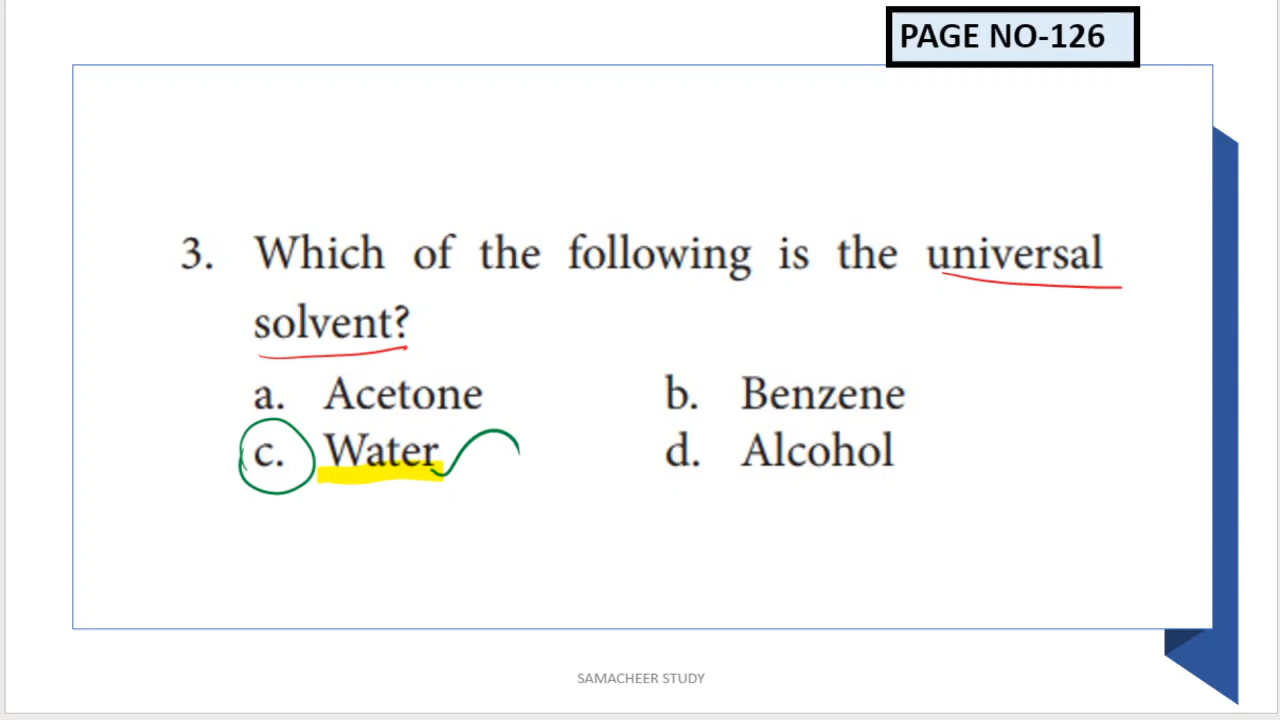 PAGE NO-126
3. Which of the following is the universal
solvent?
a. Acetone b. Benzene
c. Water d. Alcohol
SAMACHEER STUDY